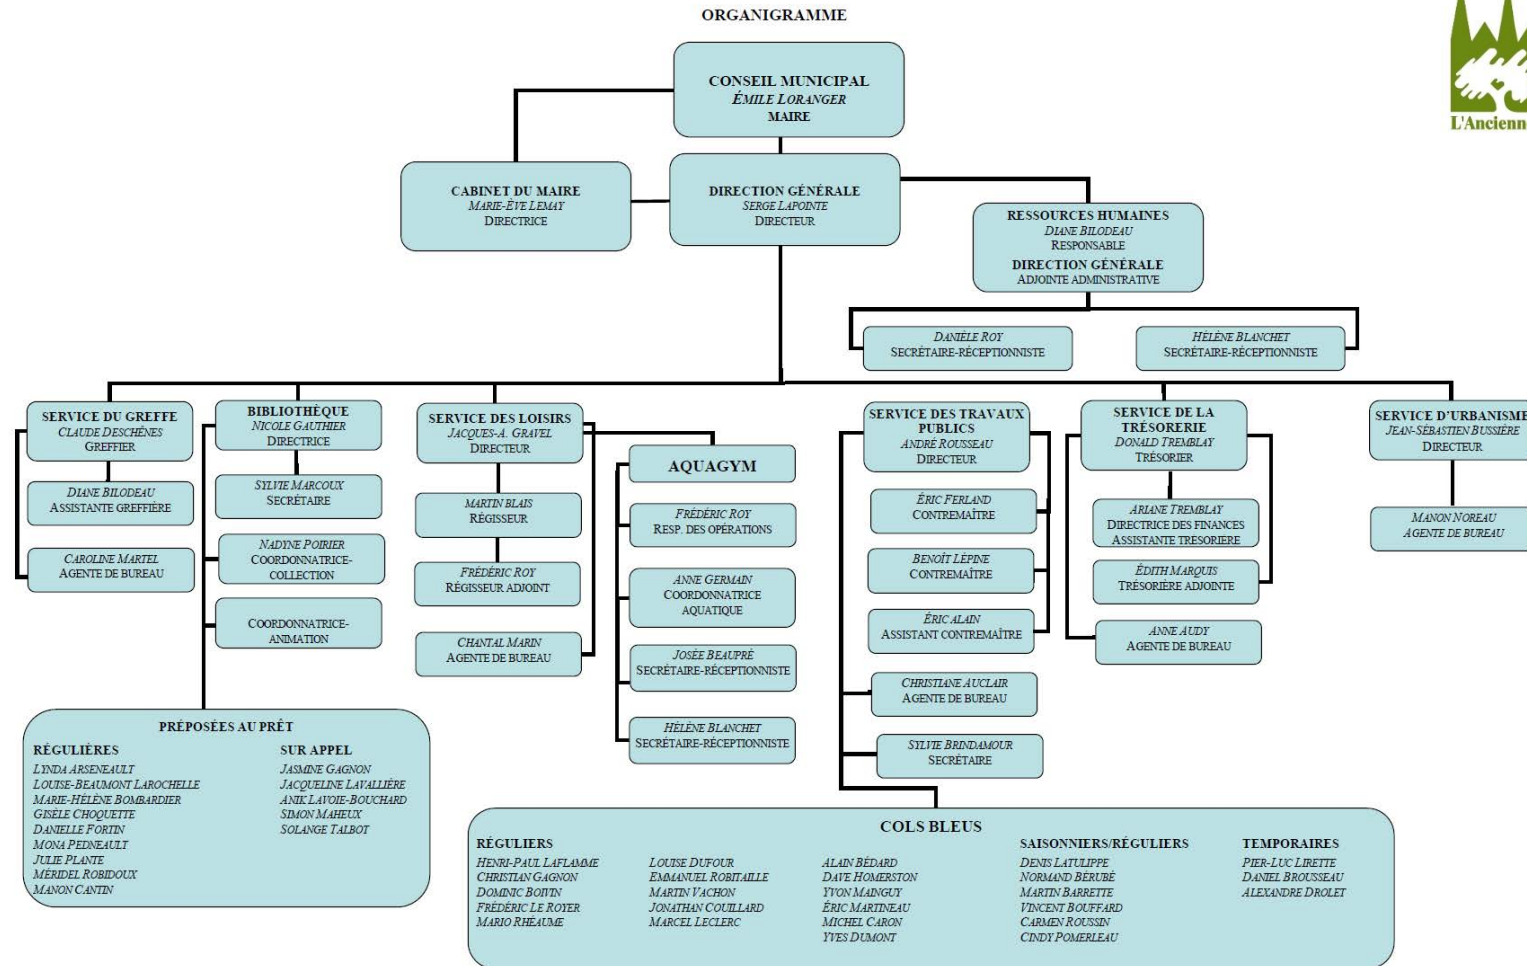 ORGANIGRAMME
CONSEIL MUNICIPAL
ÉMILE LORANGER
MAIRE
L'Ancienn
CABINET DU MAIRE
MARIE-ÈVE LEMAY
DIRECTRICE
DIRECTION GÉNÉRALE
SERGE LAPOINTE
DIRECTEUR
RESSOURCES HUMAINES
DIANE BILODEAU
RESPONSABLE
DIRECTION GÉNÉRALE
ADJOINTE ADMINISTRATIVE
DANIÈLE ROY
SECRÉTAIRE-RÉCEPTIONNISTE
HÉLÈNE BLANCHET
SECRÉTAIRE-RÉCEPTIONNISTE
SERVICE DU GREFFE
CLAUDE DESCHÊNES
GREFFIER
DIANE BILODEAU
ASSISTANTE GREFFIÈRE
CAROLINE MARTEL
AGENTE DE BUREAU
BIBLIOTHÈQUE
NICOLE GAUTHIER
DIRECTRICE
SYLVIE MARCOUX
SECRÉTAIRE
NADYNE POIRIER
COORDONNATRICE-
COLLECTION
COORDONNATRICE-
ANIMATION
PRÉPOSÉES AU PRÊT
RÉGULIÈRES
LYNDA ARSENEAULT
LOUISE-BEAUMONT LAROCHELLE
MARIE-HÉLÈNE BOMBARDIER
GISÈLE CHOQUETTE
DANIELLE FORTIN
MONA PEDNEAULT
JULIE PLANTE
MÉRIDEL ROBIDOUX
MANON CANTIN
SUR APPEL
JASMINE GAGNON
JACQUELINE LAVALLIÈRE
ANIK LAVOIE-BOUCHARD
SIMON MAHEUX
SOLANGE TALBOT
SERVICE DES LOISIRS
JACQUES-A. GRAVEL
DIRECTEUR
MARTIN BLAIS
RÉGISSEUR
FRÉDÉRIC ROY
RÉGISSEUR ADJOINT
CHANTAL MARIN
AGENTE DE BUREAU
AQUAGYM
FRÉDÉRIC ROY
RESP. DES OPÉRATIONS
ANNE GERMAIN
COORDONNATRICE
AQUATIQUE
JOSÉE BEAUPRÉ
SECRÉTAIRE-RÉCEPTIONNISTE
HÉLÈNE BLANCHET
SECRÉTAIRE-RÉCEPTIONNISTE
SERVICE DES TRAVAUX
PUBLICS
ANDRÉ ROUSSEAU
DIRECTEUR
ÉRIC FERLAND
CONTREMAÎTRE
BENOÎT LÉPINE
CONTREMAÎTRE
ÉRIC ALAIN
ASSISTANT CONTREMAÎTRE
CHRISTIANE AUCLAIR
AGENTE DE BUREAU
SYLVIE BRINDAMOUR
SECRÉTAIRE
SERVICE DE LA
TRÉSORERIE
DONALD TREMBLAY
TRÉSORIER
ARIANE TREMBLAY
DIRECTRICE DES FINANCES
ASSISTANTE TRÉSORIÈRE
ÉDITH MARQUIS
TRÉSORIÈRE ADJOINTE
ANNE AUDY
AGENTE DE BUREAU
SERVICE D'URBANISME
JEAN-SÉBASTIEN BUSSIÈRE
DIRECTEUR
MANON NOREAU
AGENTE DE BUREAU
COLS BLEUS
RÉGULIERS
HENRI-PAUL LAFLAMME
CHRISTIAN GAGNON
DOMINIC BOIVIN
FRÉDÉRIC LE ROYER
MARIO RHÉAUME
LOUISE DUFOUR
EMMANUEL ROBITAILLE
MARTIN VACHON
JONATHAN COUILLARD
MARCEL LECLERC
ALAIN BÉDARD
DAVE HOMERSTON
YVON MAINGUY
ÉRIC MARTINEAU
MICHEL CARON
YVES DUMONT
SAISONNIERS/RÉGULIERS
DENIS LATULIPPE
NORMAND BÉRUBÉ
MARTIN BARRETTE
VINCENT BOUFFARD
CARMEN ROUSSIN
CINDY POMERLEAU
TEMPORAIRES
PIER-LUC LIRETTE
DANIEL BROUSSEAU
ALEXANDRE DROLET